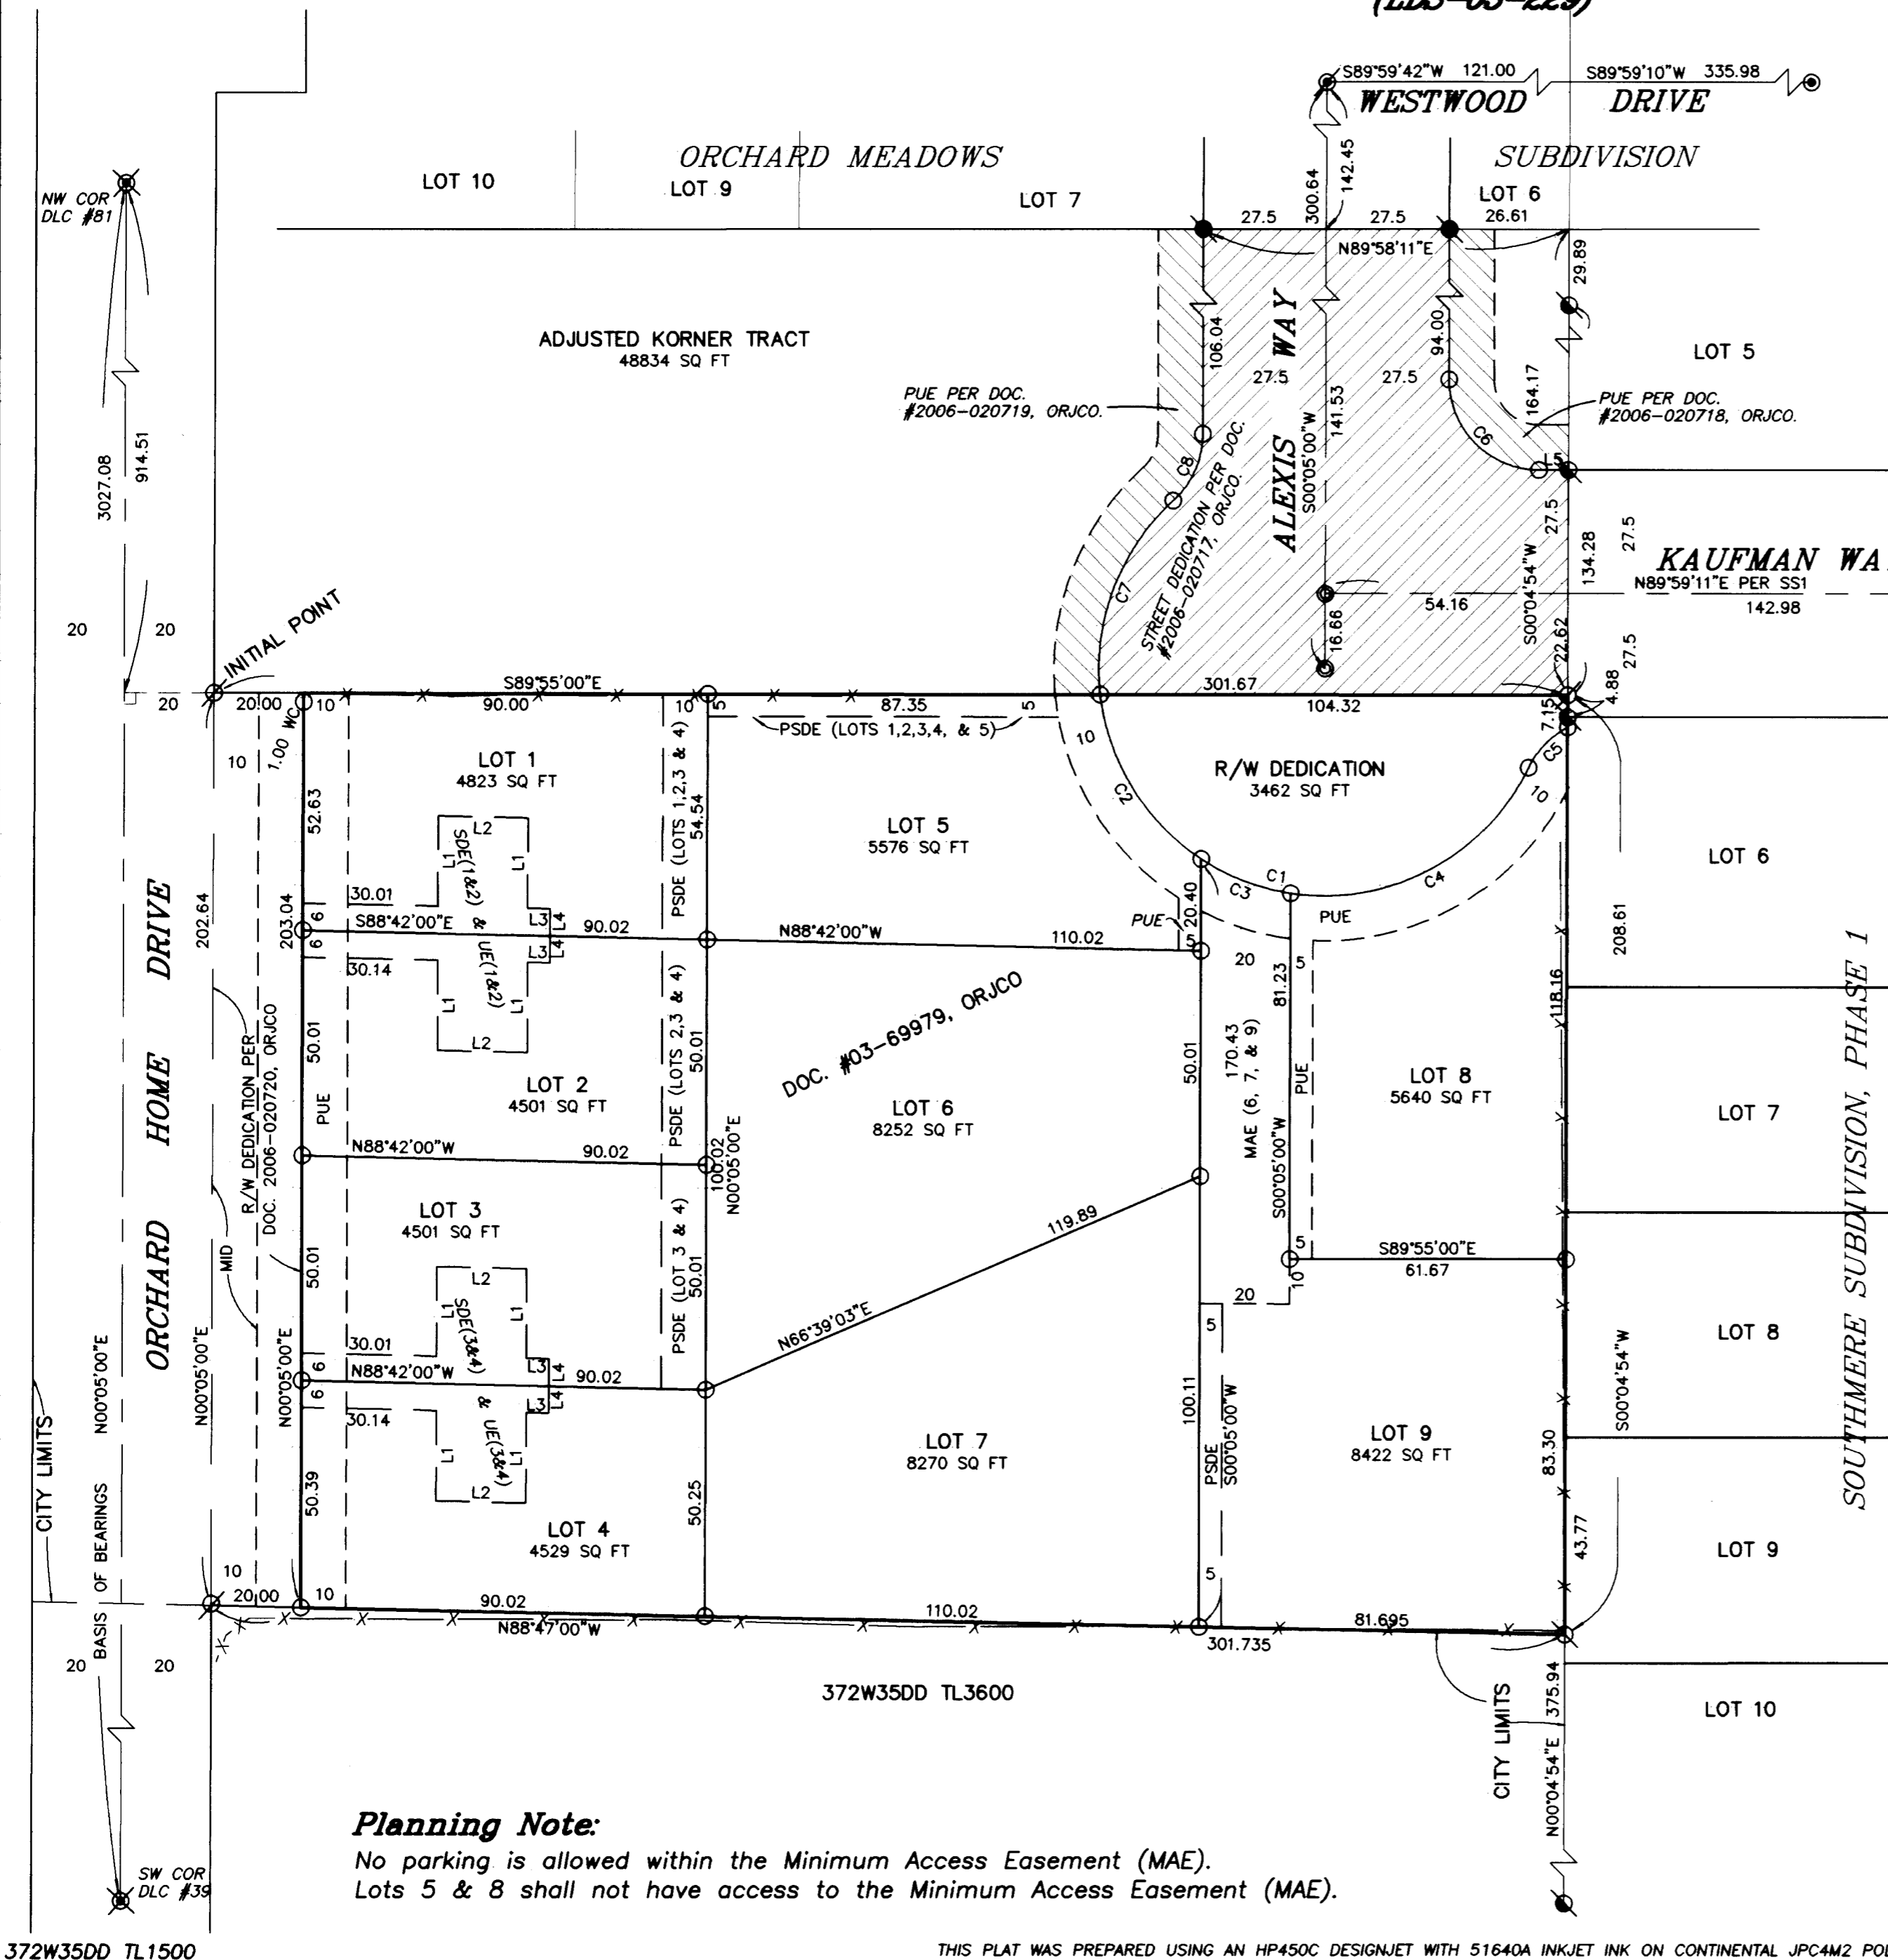 (LDS-05-229)
S89°59'42"W 121.00
S89°59'10"W 335.98
WESTWOOD DRIVE
ORCHARD MEADOWS SUBDIVISION
NW COR
DLC #81
LOT 10
LOT 9
LOT 7
LOT 6
300.64
142.45
27.5
27.5
26.61
N89°58'11"E
29.89
ADJUSTED KORNER TRACT
48834 SQ FT
106.04
27.5
ALEXIS WAY
S00°05'00"W
141.53
27.5
94.00
164.17
LOT 5
PUE PER DOC.
#2006-020719, ORJCO.
PUE PER DOC.
#2006-020718, ORJCO.
C6
L5
C8
C7
STREET DEDICATION PER DOC.
#2006-020717, ORJCO.
3027.08
914.51
27.5
27.5
134.28
S00°04'54"W
KAUFMAN WA
N89°59'11"E PER SS1
54.16
142.98
16.66
22.62
27.5
4.88
7.15
20
20
INITIAL POINT
20
20.00
10
S89°55'00"E
90.00
10
5
87.35
5
301.67
104.32
PSDE (LOTS 1,2,3,4, & 5)
1.00 WC
10
10
R/W DEDICATION
3462 SQ FT
C5
10
C2
C3
C1
C4
LOT 1
4823 SQ FT
52.63
PSDE (LOTS 1,2,3 & 4)
54.54
LOT 5
5576 SQ FT
LOT 6
L2
L1
L1
SDE(1&2) & UE(1&2)
30.01
6
S88°42'00"E
90.02
L3
L4
6
L3
L4
30.14
L1
L1
L2
N88°42'00"W
110.02
PUE
5
20.40
20
PUE
5
81.23
202.64
203.04
ORCHARD HOME DRIVE
R/W DEDICATION PER
DOC. 2006-020720, ORJCO
MID
50.01
PUE
LOT 2
4501 SQ FT
PSDE (LOTS 2,3 & 4)
50.01
DOC. #03-69979, ORJCO
LOT 6
8252 SQ FT
50.01
170.43
MAE (6, 7, & 9)
S00°05'00"W
PUE
LOT 8
5640 SQ FT
118.16
208.61
LOT 7
SOUTHMERE SUBDIVISION, PHASE 1
N88°42'00"W
90.02
100.02
N00°05'00"E
LOT 3
4501 SQ FT
50.01
PSDE (LOT 3 & 4)
50.01
119.89
N66°39'03"E
5
S89°55'00"E
61.67
10
20
5
L2
L1
L1
SDE(3&4) & UE(3&4)
30.01
6
N88°42'00"W
90.02
L3
L4
6
L3
L4
30.14
L1
L1
L2
LOT 8
S00°04'54"W
CITY LIMITS
BASIS OF BEARINGS N00°05'00"E
N00°05'00"E
N00°05'00"E
50.39
LOT 4
4529 SQ FT
50.25
LOT 7
8270 SQ FT
100.11
PSDE
S00°05'00"W
LOT 9
8422 SQ FT
83.30
43.77
LOT 9
10
20.00
10
90.02
N88°47'00"W
110.02
5
301.735
81.695
20
20
372W35DD TL3600
CITY LIMITS
N00°04'54"E 375.94
LOT 10
Planning Note:
No parking is allowed within the Minimum Access Easement (MAE).
Lots 5 & 8 shall not have access to the Minimum Access Easement (MAE).
SW COR
DLC #39
372W35DD TL1500
THIS PLAT WAS PREPARED USING AN HP450C DESIGNJET WITH 51640A INKJET INK ON CONTINENTAL JPC4M2 POL